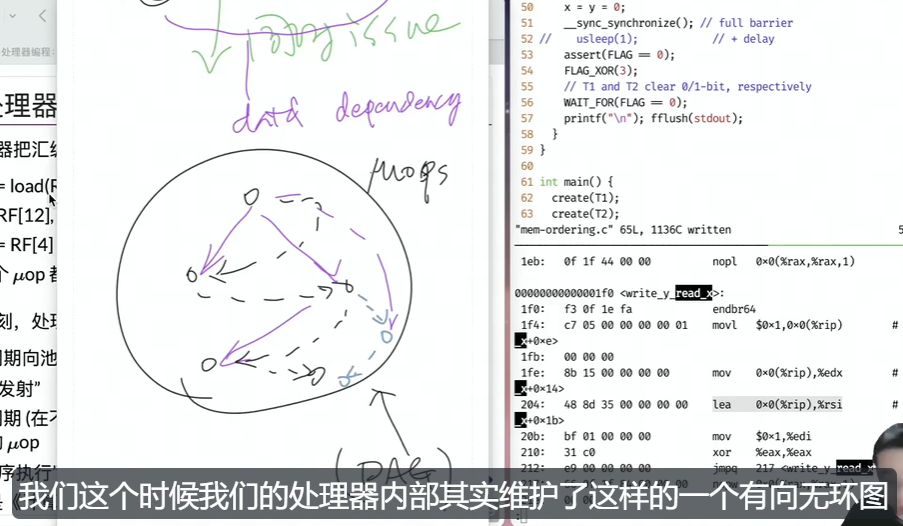 处理器编程:
处理器
器把汇编
= load(R
RF[12],
= RF[4]
个 μop 都
刻，处理
周期向池
发射”
周期 (在不
μop
序执行”
issue
data dependency
μops
(DAG)
50 x = y = 0;
51 __sync_synchronize(); // full barrier
52 // usleep(1); // + delay
53 assert(FLAG == 0);
54 FLAG_XOR(3);
55 // T1 and T2 clear 0/1-bit, respectively
56 WAIT_FOR(FLAG == 0);
57 printf("\n"); fflush(stdout);
58 }
59 }
60
61 int main() {
62 create(T1);
63 create(T2);
"mem-ordering.c" 65L, 1136C written 5
1eb: 0f 1f 44 00 00 nopl 0x0(%rax,%rax,1)
00000000000001f0 <write_y_read_x>:
1f0: f3 0f 1e fa endbr64
1f4: c7 05 00 00 00 00 01 movl $0x1,0x0(%rip) #
_x+0xe>
1fb: 00 00 00
1fe: 8b 15 00 00 00 00 mov 0x0(%rip),%edx #
_x+0x14>
204: 48 8d 35 00 00 00 00 lea 0x0(%rip),%rsi #
_x+0x1b>
20b: bf 01 00 00 00 mov $0x1,%edi
210: 31 c0 xor %eax,%eax
212: e9 00 00 00 00 jmpq 217 <write_y_read_x
我们这个时候我们的处理器内部其实维护了这样的一个有向无环图